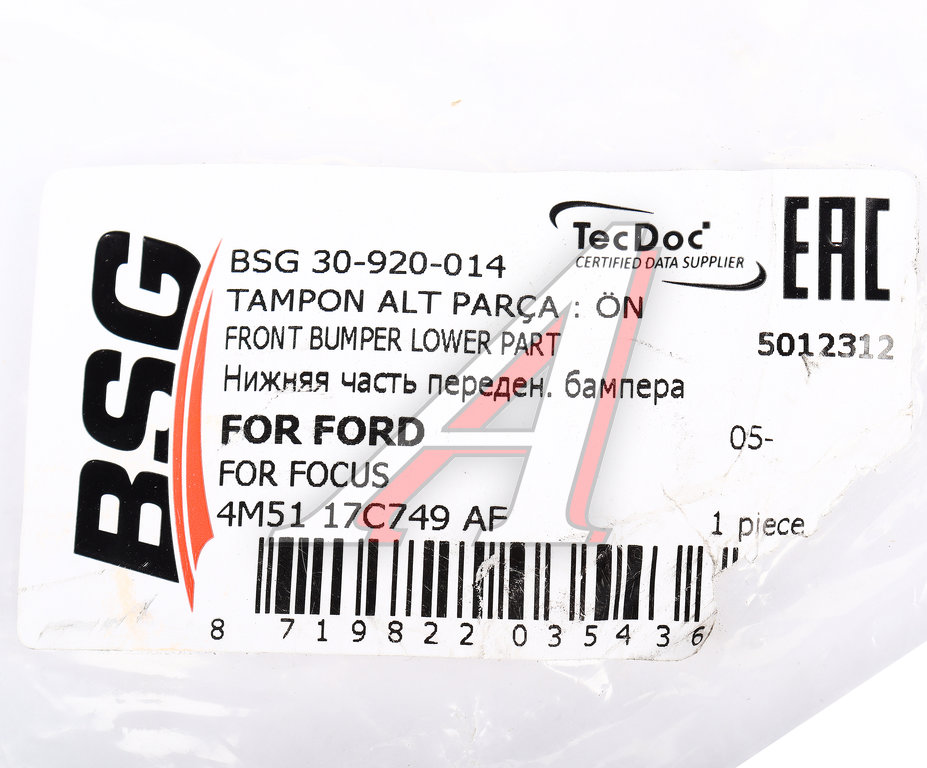 BSG
BSG 30-920-014
TecDoc
CERTIFIED DATA SUPPLIER
EAC
TAMPON ALT PARÇA : ÖN
FRONT BUMPER LOWER PART
5012312
Нижняя часть переден. бампера
FOR FORD
05-
FOR FOCUS
4M51 17C749 AF
1 piece
8 719822 035436